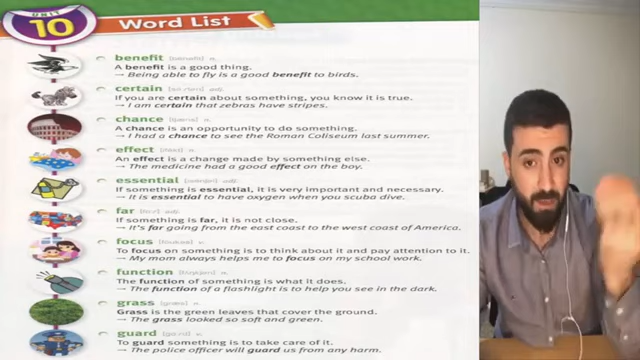 UNIT
10 Word List
benefit n.
A benefit is a good thing.
→ Being able to fly is a good benefit to birds.
certain adj.
If you are certain about something, you know it is true.
→ I am certain that zebras have stripes.
chance n.
A chance is an opportunity to do something.
→ I had a chance to see the Roman Coliseum last summer.
effect n.
An effect is a change made by something else.
→ The medicine had a good effect on the boy.
essential adj.
If something is essential, it is very important and necessary.
→ It is essential to have oxygen when you scuba dive.
far
If something is far, it is not close.
→ It's far going from the east coast to the west coast of America.
focus v.
To focus on something is to think about it and pay attention to it.
→ My mom always helps me to focus on my school work.
function n.
The function of something is what it does.
→ The function of a flashlight is to help you see in the dark.
grass n.
Grass is the green leaves that cover the ground.
→ The grass looked so soft and green.
guard v.
To guard something is to take care of it.
→ The police officer will guard us from any harm.